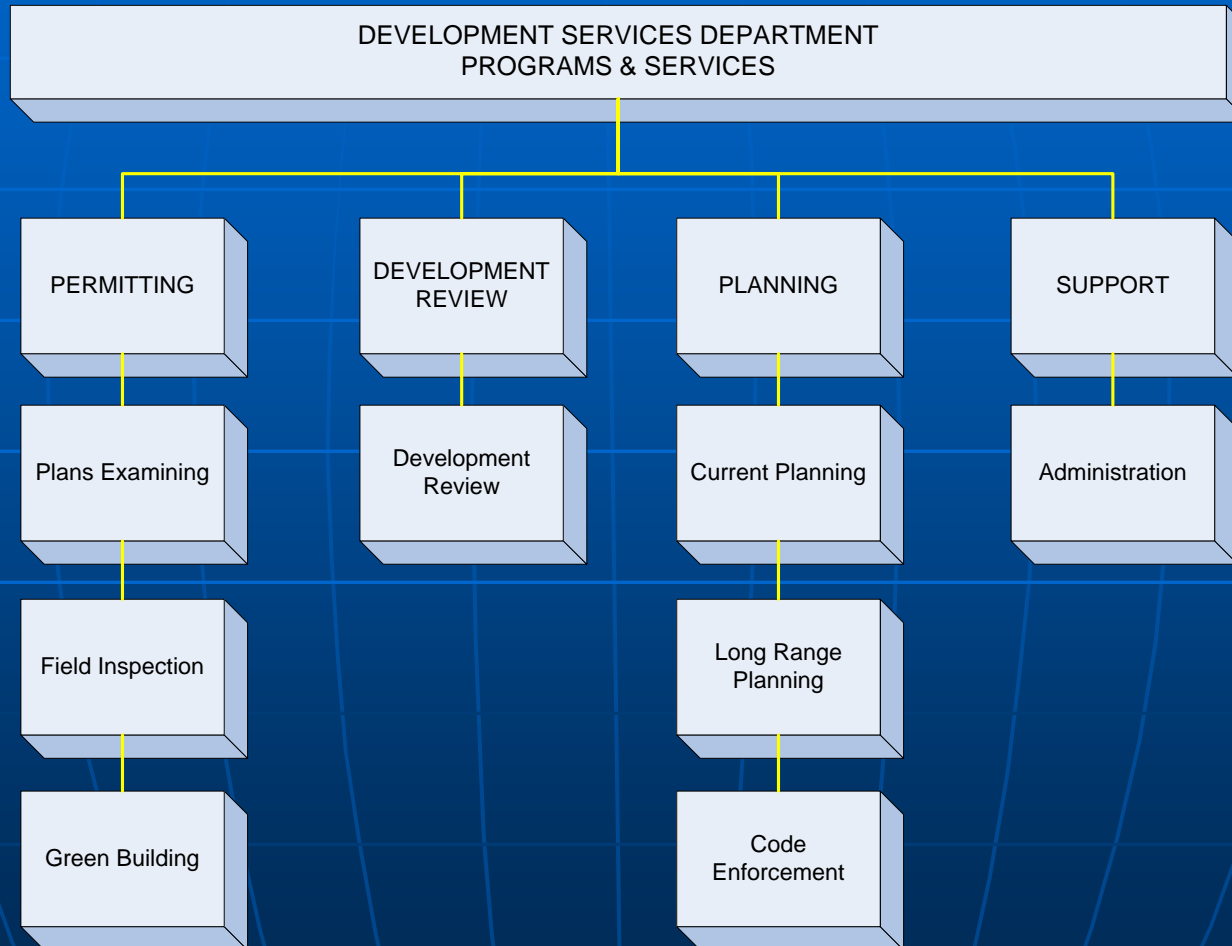 DEVELOPMENT SERVICES DEPARTMENT
PROGRAMS & SERVICES
PERMITTING
DEVELOPMENT
REVIEW
PLANNING
SUPPORT
Plans Examining
Development
Review
Current Planning
Administration
Field Inspection
Long Range
Planning
Green Building
Code
Enforcement